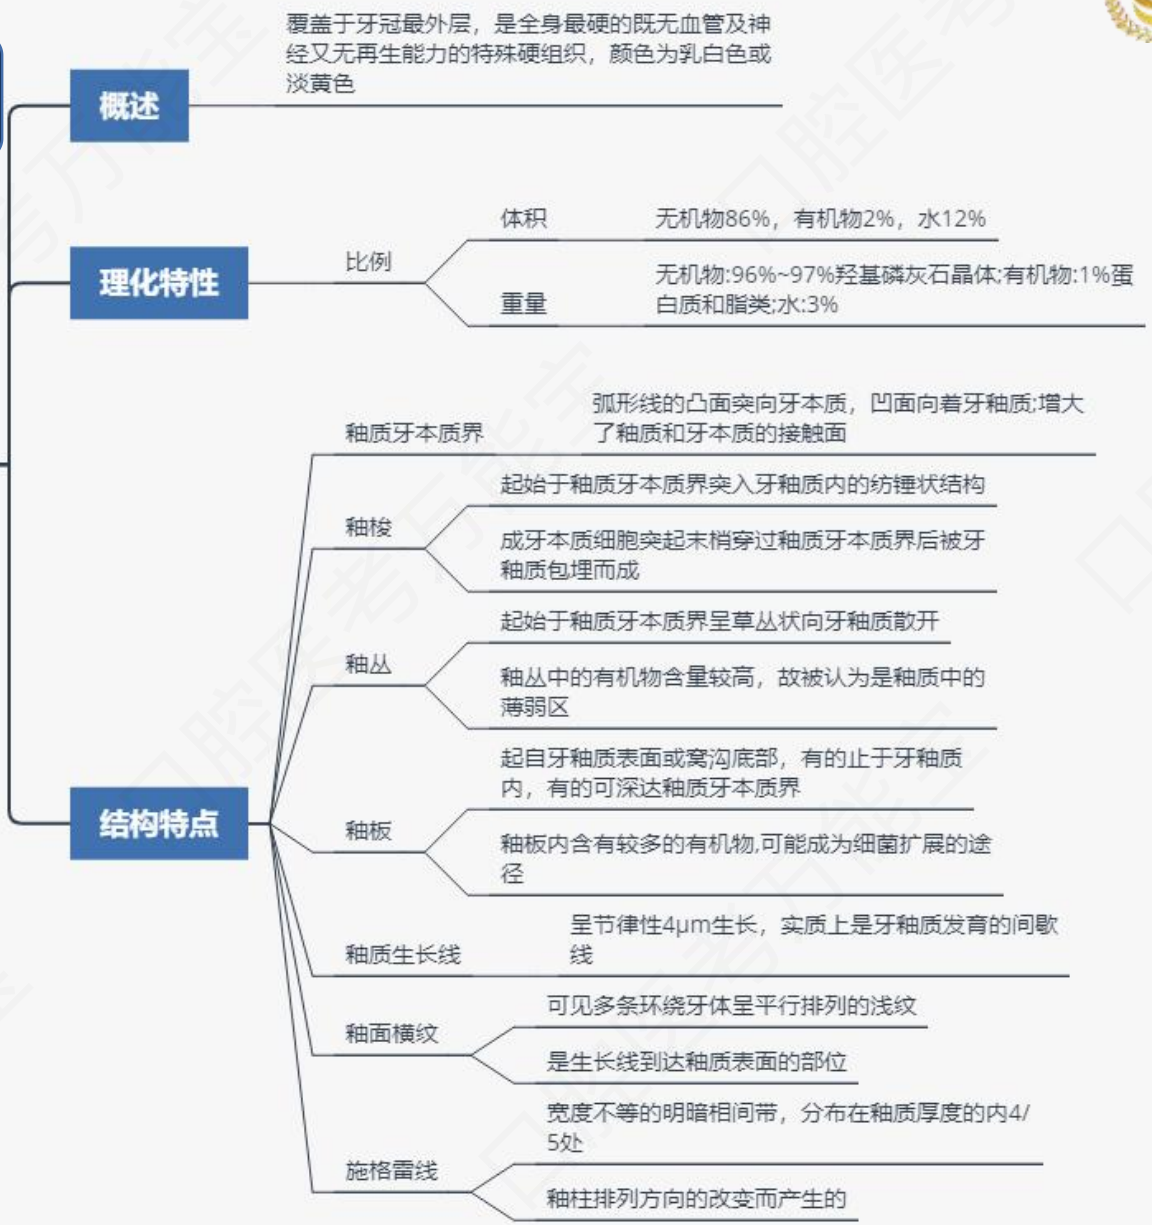 覆盖于牙冠最外层，是全身最硬的既无血管及神
经又无再生能力的特殊硬组织，颜色为乳白色或
淡黄色
概述
理化特性
比例
体积
无机物86%，有机物2%，水12%
重量
无机物:96%~97%羟基磷灰石晶体;有机物:1%蛋
白质和脂类;水:3%
结构特点
釉质牙本质界
弧形线的凸面突向牙本质，凹面向着牙釉质;增大
了釉质和牙本质的接触面
釉梭
起始于釉质牙本质界突入牙釉质内的纺锤状结构
成牙本质细胞突起末梢穿过釉质牙本质界后被牙
釉质包埋而成
釉丛
起始于釉质牙本质界呈草丛状向牙釉质散开
釉丛中的有机物含量较高，故被认为是釉质中的
薄弱区
釉板
起自牙釉质表面或窝沟底部，有的止于牙釉质
内，有的可深达釉质牙本质界
釉板内含有较多的有机物,可能成为细菌扩展的途
径
釉质生长线
呈节律性4μm生长，实质上是牙釉质发育的间歇
线
釉面横纹
可见多条环绕牙体呈平行排列的浅纹
是生长线到达釉质表面的部位
施格雷线
宽度不等的明暗相间带，分布在釉质厚度的内4/
5处
釉柱排列方向的改变而产生的
口腔医考万能宝